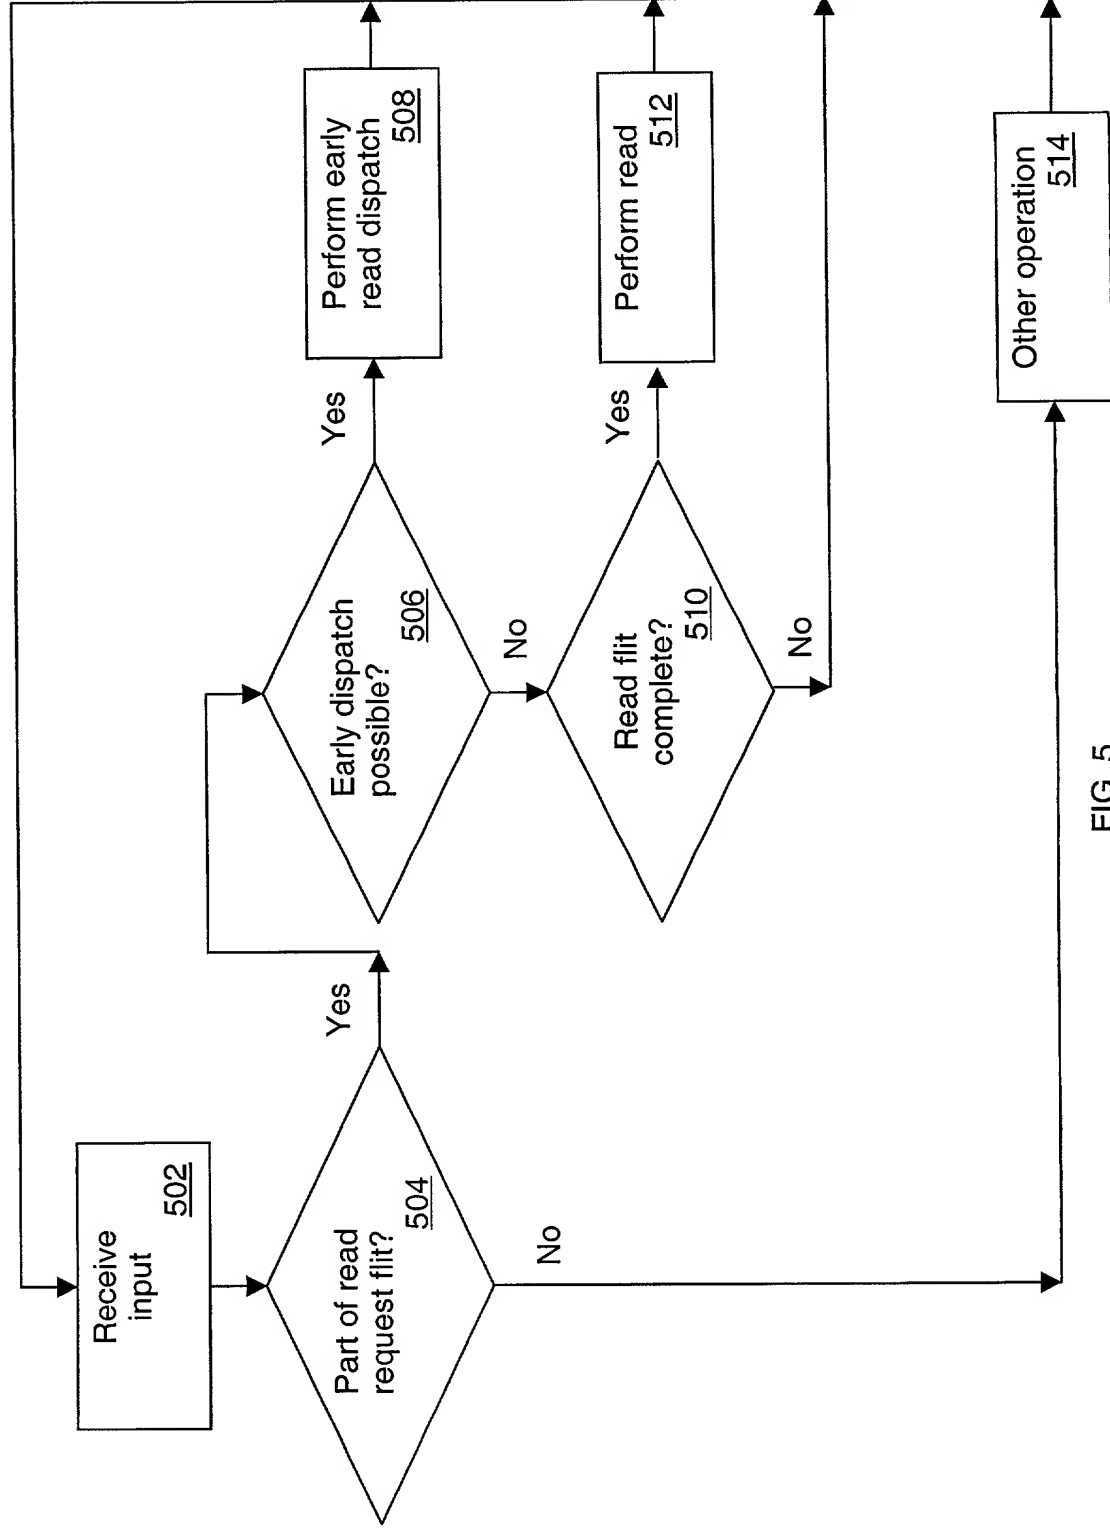 Receive
input
502
Part of read
request flit?
504
Yes
No
Early dispatch
possible?
506
Yes
No
Perform early
read dispatch
508
Read flit
complete?
510
Yes
No
Perform read
512
Other operation
514
FIG. 5